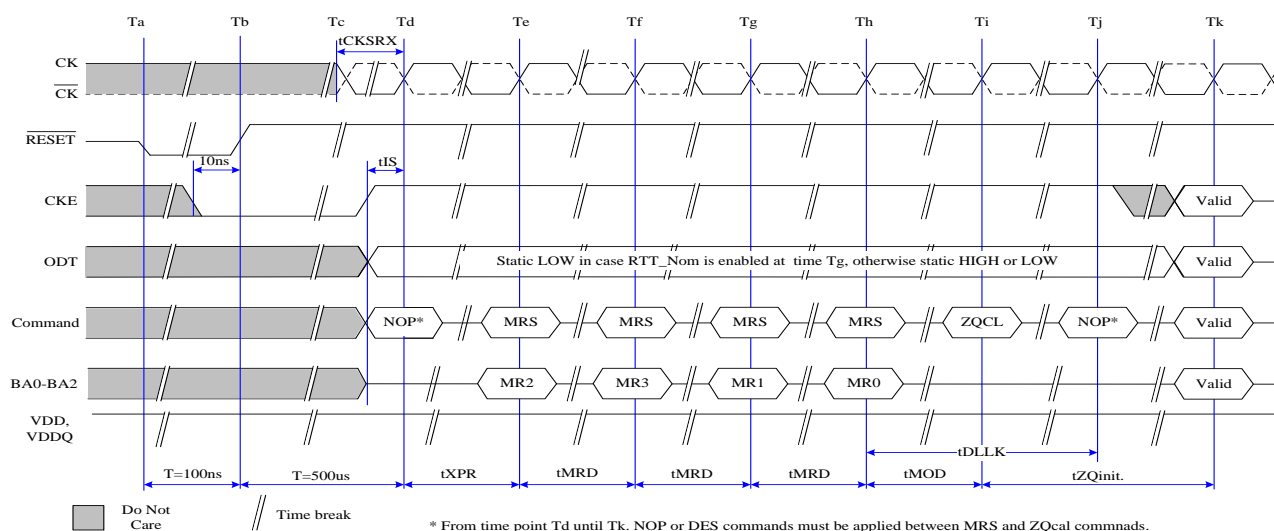 Ta Tb Tc Td Te Tf Tg Th Ti Tj Tk
tCKSRX
CK
CK
RESET
10ns tIS
CKE Valid
ODT Static LOW in case RTT_Nom is enabled at time Tg, otherwise static HIGH or LOW Valid
Command NOP* MRS MRS MRS MRS ZQCL NOP* Valid
BA0-BA2 MR2 MR3 MR1 MR0 Valid
VDD,
VDDQ
tDLLK
T=100ns T=500us tXPR tMRD tMRD tMRD tMOD tZQinit.
Do Not
Care
Time break
* From time point Td until Tk. NOP or DES commands must be applied between MRS and ZQcal commnads.